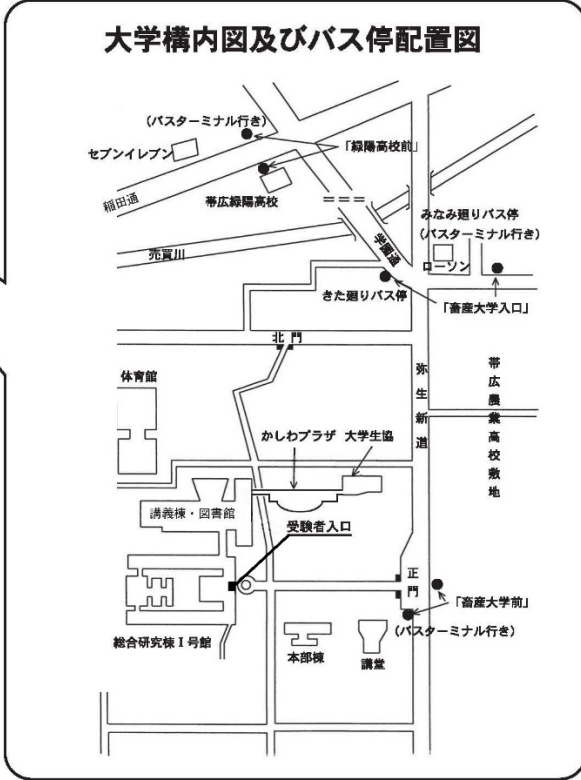 大学構内図及びバス停配置図
(バスターミナル行き)
セブンイレブン
「緑陽高校前」
稲田通
帯広緑陽高校
みなみ廻りバス停
(バスターミナル行き)
学園通
売買川
ローソン
きた廻りバス停
「畜産大学入口」
北門
体育館
弥生新道
帯広農業高校敷地
かしわプラザ
大学生協
講義棟・図書館
受験者入口
正門
「畜産大学前」
(バスターミナル行き)
総合研究棟Ⅰ号館
本部棟
講堂